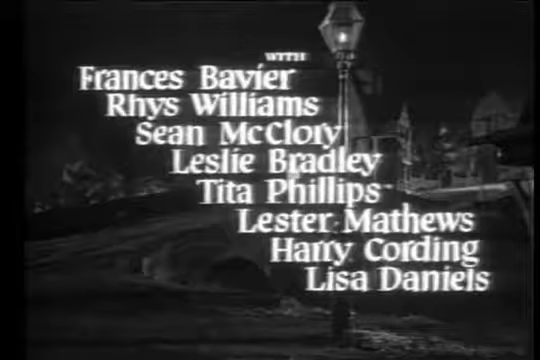 WITH
Frances Bavier
Rhys Williams
Sean McClory
Leslie Bradley
Tita Phillips
Lester Mathews
Harry Cording
Lisa Daniels